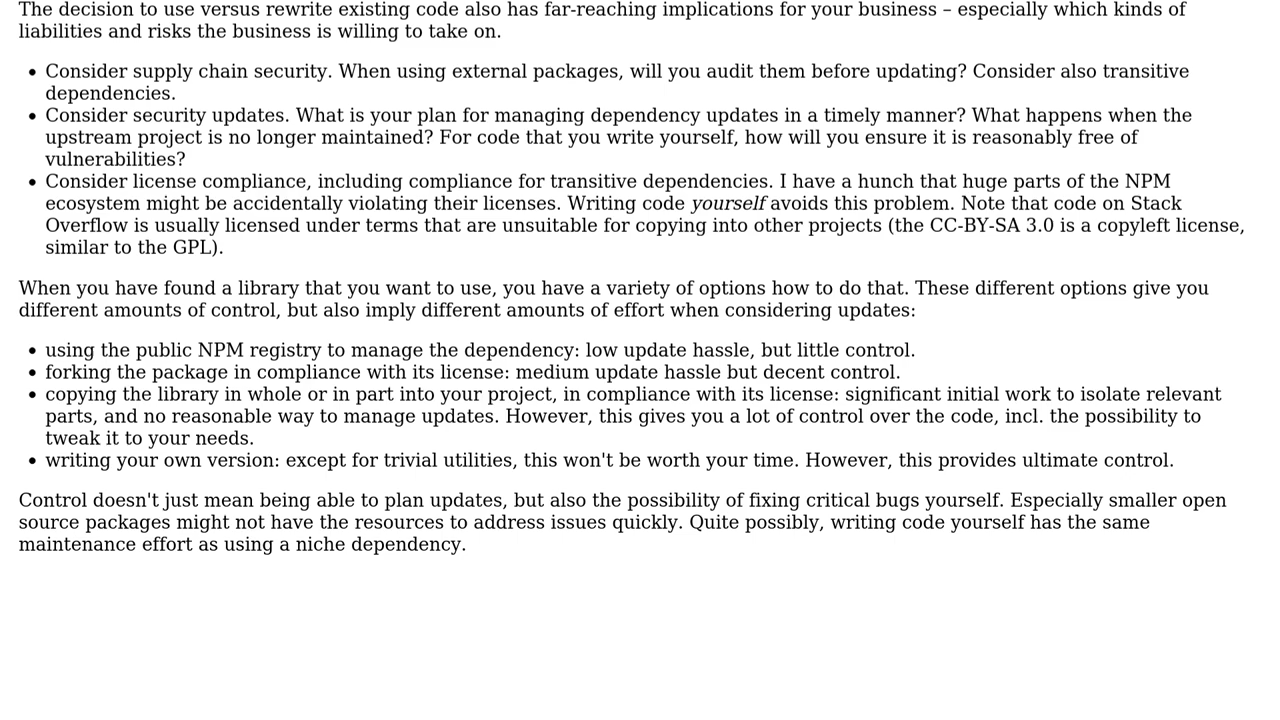 The decision to use versus rewrite existing code also has far-reaching implications for your business – especially which kinds of
liabilities and risks the business is willing to take on.
• Consider supply chain security. When using external packages, will you audit them before updating? Consider also transitive
dependencies.
• Consider security updates. What is your plan for managing dependency updates in a timely manner? What happens when the
upstream project is no longer maintained? For code that you write yourself, how will you ensure it is reasonably free of
vulnerabilities?
• Consider license compliance, including compliance for transitive dependencies. I have a hunch that huge parts of the NPM
ecosystem might be accidentally violating their licenses. Writing code yourself avoids this problem. Note that code on Stack
Overflow is usually licensed under terms that are unsuitable for copying into other projects (the CC-BY-SA 3.0 is a copyleft license,
similar to the GPL).
When you have found a library that you want to use, you have a variety of options how to do that. These different options give you
different amounts of control, but also imply different amounts of effort when considering updates:
• using the public NPM registry to manage the dependency: low update hassle, but little control.
• forking the package in compliance with its license: medium update hassle but decent control.
• copying the library in whole or in part into your project, in compliance with its license: significant initial work to isolate relevant
parts, and no reasonable way to manage updates. However, this gives you a lot of control over the code, incl. the possibility to
tweak it to your needs.
• writing your own version: except for trivial utilities, this won't be worth your time. However, this provides ultimate control.
Control doesn't just mean being able to plan updates, but also the possibility of fixing critical bugs yourself. Especially smaller open
source packages might not have the resources to address issues quickly. Quite possibly, writing code yourself has the same
maintenance effort as using a niche dependency.